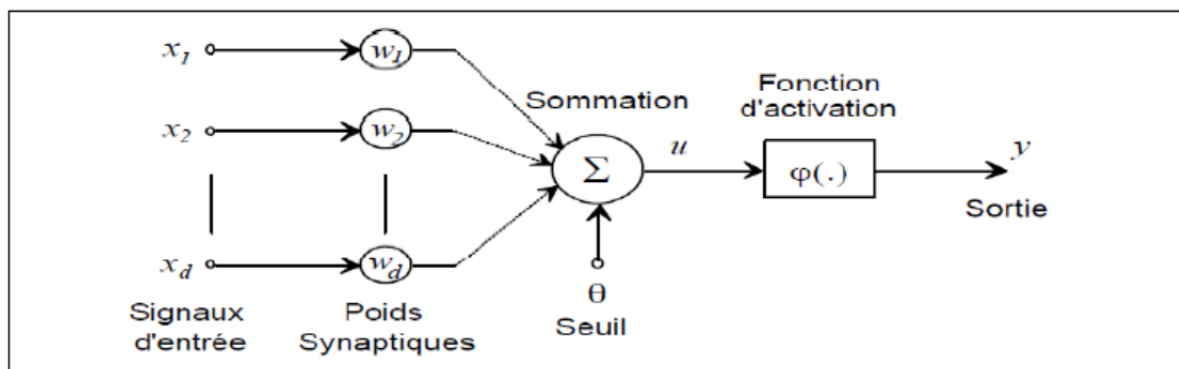 x1
w1
Sommation
Fonction
d'activation
x2
w2
Σ
u
φ(.)
y
Sortie
xd
wd
θ
Seuil
Signaux
d'entrée
Poids
Synaptiques